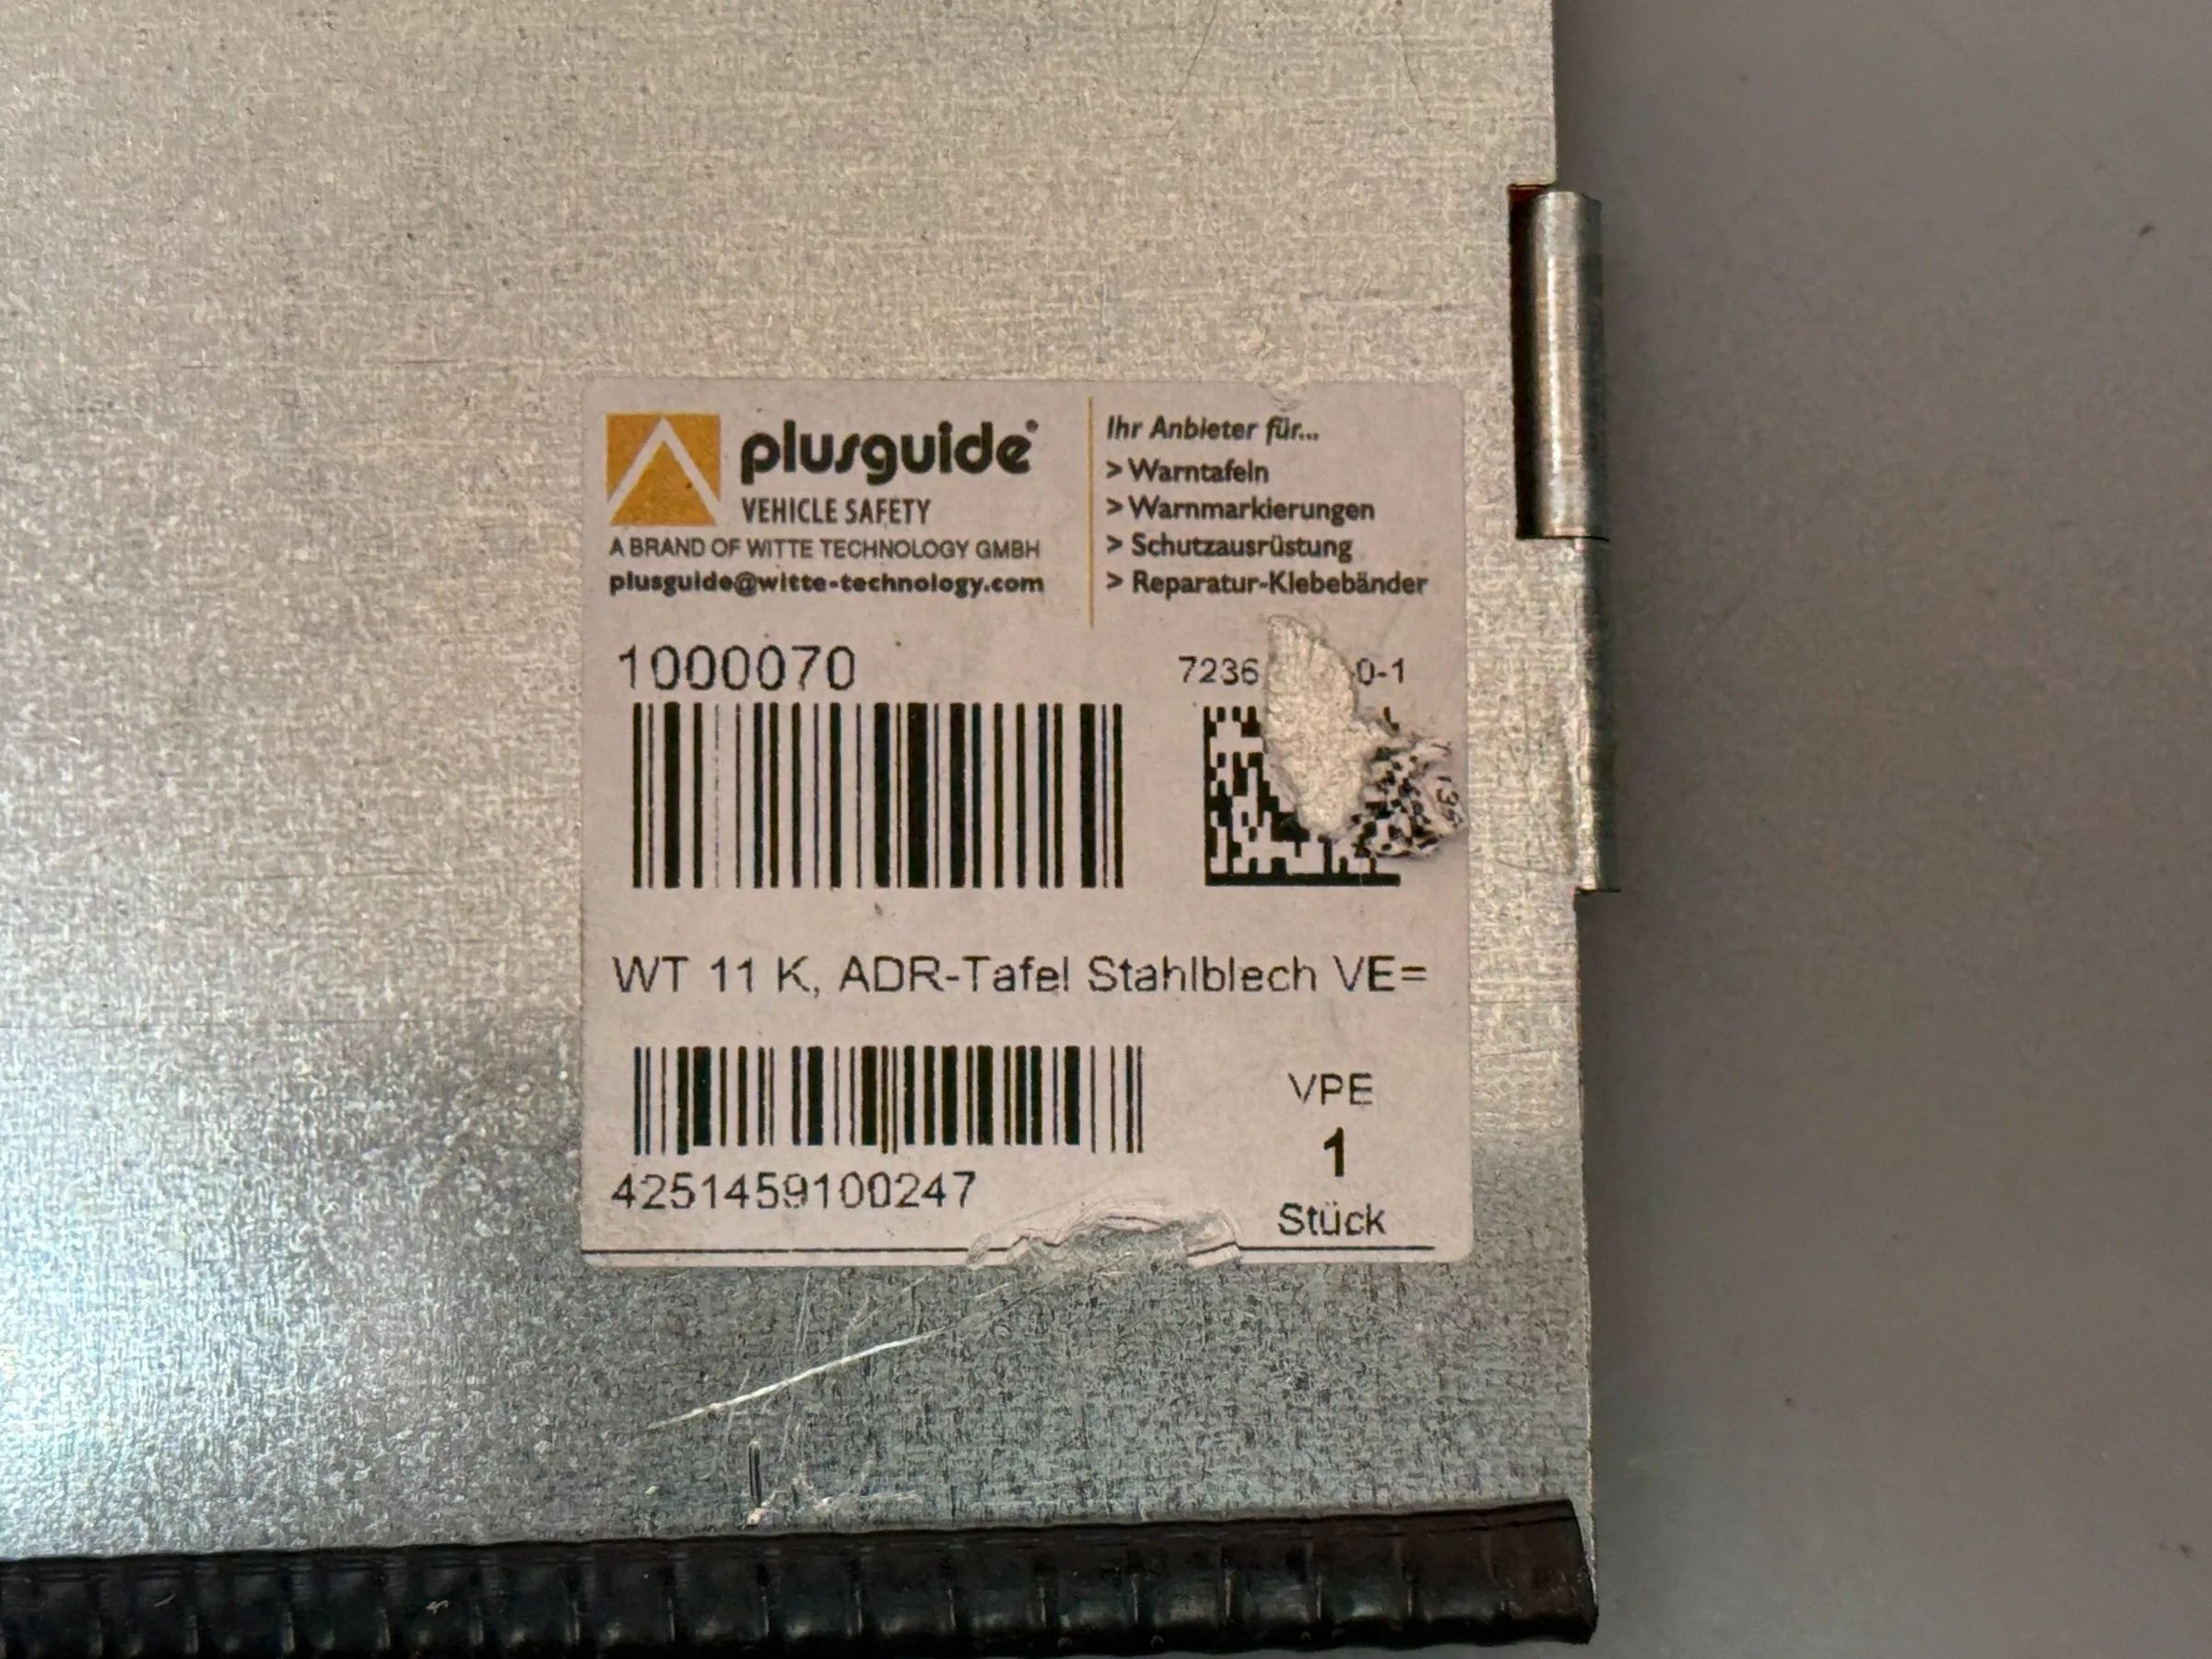 plusguide®
VEHICLE SAFETY
A BRAND OF WITTE TECHNOLOGY GMBH
plusguide@witte-technology.com
Ihr Anbieter für...
> Warntafeln
> Warnmarkierungen
> Schutzausrüstung
> Reparatur-Klebebänder
1000070
7236 0-1
WT 11 K, ADR-Tafel Stahlblech VE=
4251459100247
VPE
1
Stück